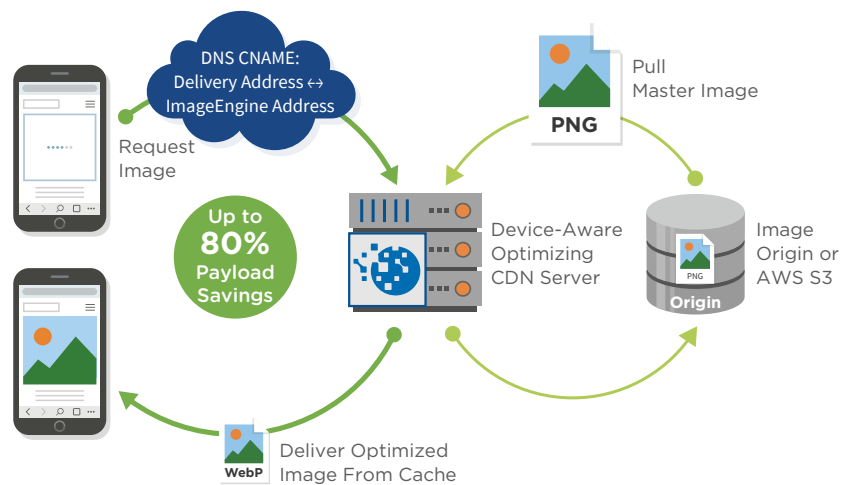 DNS CNAME:
Delivery Address ↔
ImageEngine Address
Request
Image
Pull
Master Image
PNG
Up to
80%
Payload
Savings
Device-Aware
Optimizing
CDN Server
PNG
Origin
Image
Origin or
AWS S3
WebP
Deliver Optimized
Image From Cache